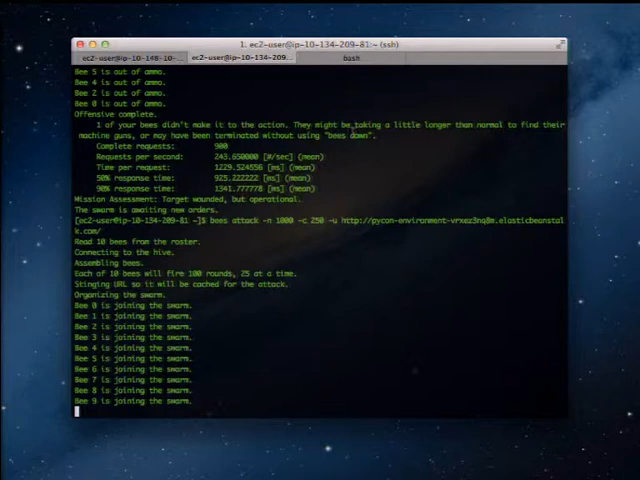 1. ec2-user@ip-10-134-209-81:~ (ssh)
ec2-user@ip-10-148-10-... ec2-user@ip-10-134-209... bash
Bee 5 is out of ammo.
Bee 4 is out of ammo.
Bee 2 is out of ammo.
Bee 0 is out of ammo.
Offensive complete.
1 of your bees didn't make it to the action. They might be taking a little longer than normal to find their
machine guns, or may have been terminated without using "bees down".
Complete requests: 900
Requests per second: 243.650000 [#/sec] (mean)
Time per request: 1229.524556 [ms] (mean)
50% response time: 925.222222 [ms] (mean)
90% response time: 1341.777778 [ms] (mean)
Mission Assessment: Target wounded, but operational.
The swarm is awaiting new orders.
[ec2-user@ip-10-134-209-81 ~]$ bees attack -n 1000 -c 250 -u http://pycon-environment-vrxez3nq8m.elasticbeanstal
k.com/
Read 10 bees from the roster.
Connecting to the hive.
Assembling bees.
Each of 10 bees will fire 100 rounds, 25 at a time.
Stinging URL so it will be cached for the attack.
Organizing the swarm.
Bee 0 is joining the swarm.
Bee 1 is joining the swarm.
Bee 2 is joining the swarm.
Bee 3 is joining the swarm.
Bee 4 is joining the swarm.
Bee 5 is joining the swarm.
Bee 6 is joining the swarm.
Bee 7 is joining the swarm.
Bee 8 is joining the swarm.
Bee 9 is joining the swarm.